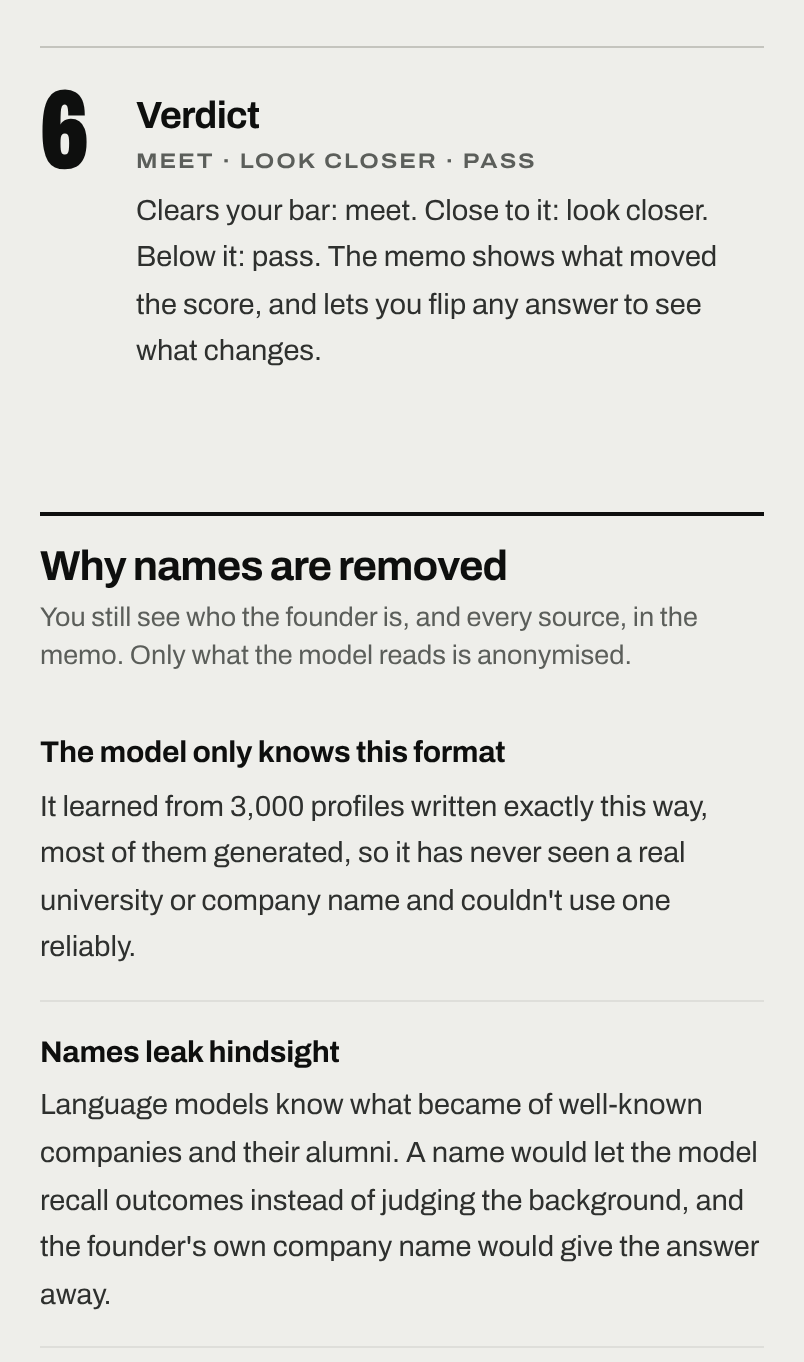 6
Verdict
MEET · LOOK CLOSER · PASS
Clears your bar: meet. Close to it: look closer.
Below it: pass. The memo shows what moved
the score, and lets you flip any answer to see
what changes.
Why names are removed
You still see who the founder is, and every source, in the
memo. Only what the model reads is anonymised.
The model only knows this format
It learned from 3,000 profiles written exactly this way,
most of them generated, so it has never seen a real
university or company name and couldn't use one
reliably.
Names leak hindsight
Language models know what became of well-known
companies and their alumni. A name would let the model
recall outcomes instead of judging the background, and
the founder's own company name would give the answer
away.